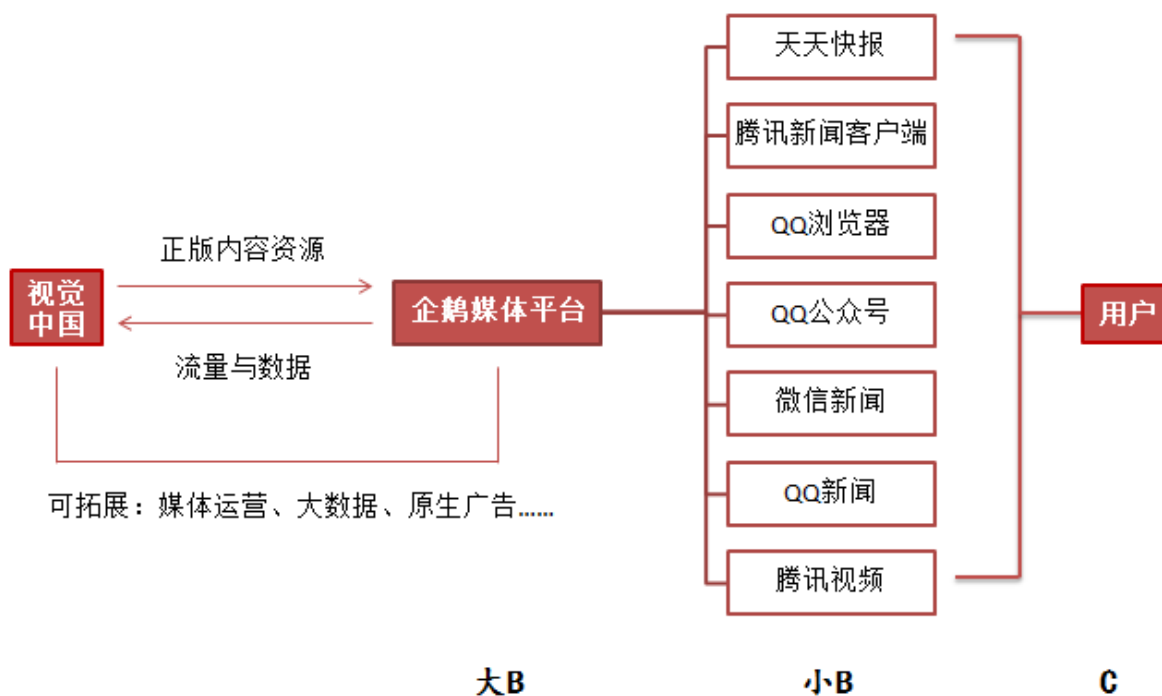 视觉
中国
正版内容资源
流量与数据
企鹅媒体平台
可拓展：媒体运营、大数据、原生广告……
天天快报
腾讯新闻客户端
QQ浏览器
QQ公众号
微信新闻
QQ新闻
腾讯视频
用户
大B
小B
C